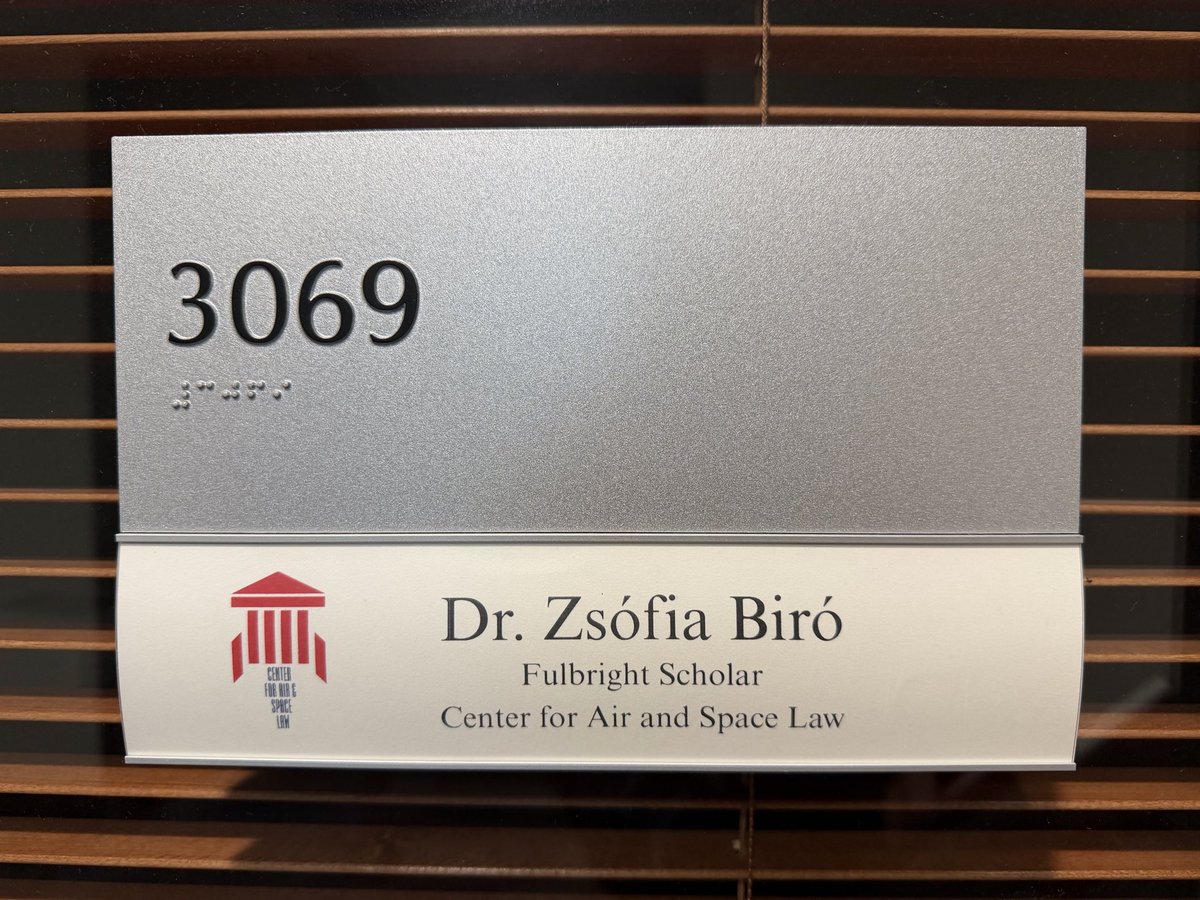 3069
⠼⠉⠚⠋⠊
Dr. Zsófia Biró
Fulbright Scholar
Center for Air and Space Law
CENTER
FOR AIR &
SPACE
LAW